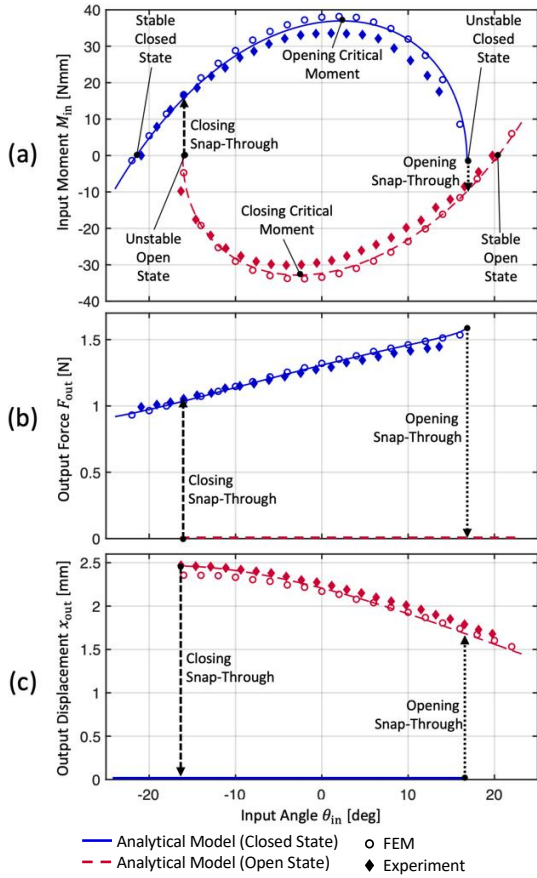 (a)
Input Moment M_in [Nmm]
40
30
20
10
0
-10
-20
-30
-40
Stable
Closed
State
Opening Critical
Moment
Unstable
Closed
State
Closing
Snap-Through
Opening
Snap-Through
Unstable
Open
State
Closing Critical
Moment
Stable
Open
State
(b)
Output Force F_out [N]
1.5
1
0.5
0
Closing
Snap-Through
Opening
Snap-Through
(c)
Output Displacement x_out [mm]
2.5
2
1.5
1
0.5
0
Closing
Snap-Through
Opening
Snap-Through
-20
-10
0
10
20
Input Angle θ_in [deg]
Analytical Model (Closed State)
FEM
Analytical Model (Open State)
Experiment